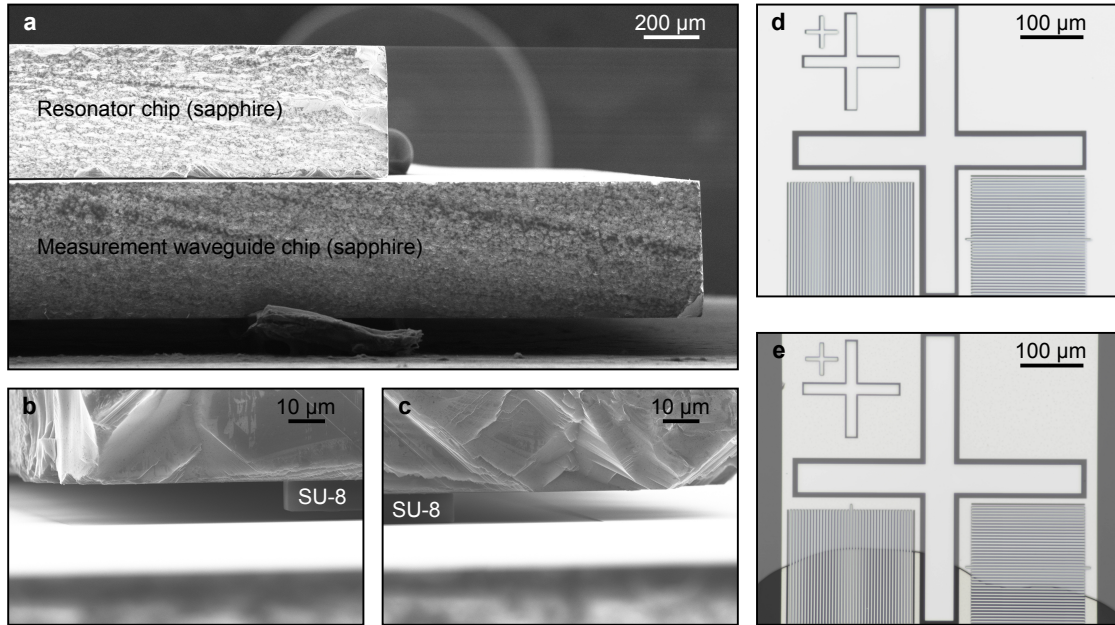 a
200 µm
Resonator chip (sapphire)
Measurement waveguide chip (sapphire)
b
10 µm
SU-8
c
10 µm
SU-8
d
100 µm
e
100 µm